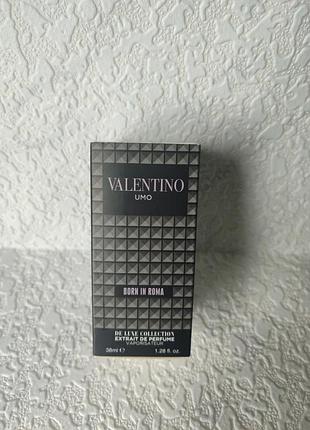 VALENTINO
UMO
BORN IN ROMA
DE LUXE COLLECTION
EXTRAIT DE PERFUME
VAPORISATEUR
38ml ℮ 1.28 fl. oz.